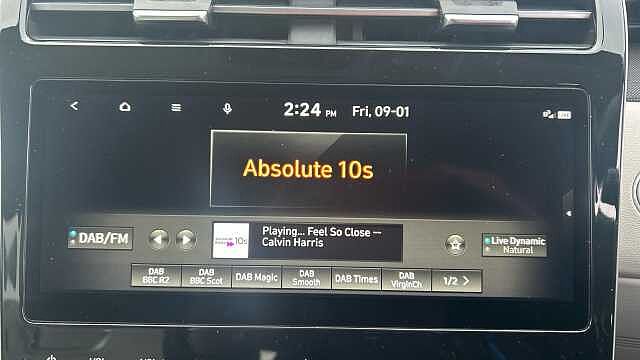 2:24 PM Fri, 09-01
Absolute 10s
DAB/FM
10s
Playing... Feel So Close –
Calvin Harris
Live Dynamic
Natural
DAB
BBC R2
DAB
BBC Scot
DAB Magic
DAB
Smooth
DAB Times
DAB
VirginCh
1/2 >